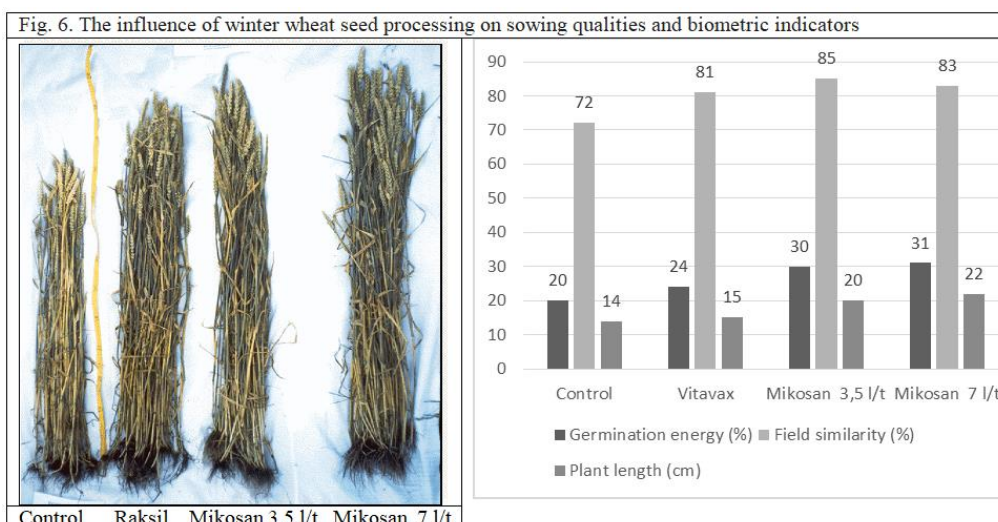 Fig. 6. The influence of winter wheat seed processing on sowing qualities and biometric indicators
90
80
70
60
50
40
30
20
10
0
20
72
14
24
81
15
30
85
20
31
83
22
Control
Vitavax
Mikosan 3,5 l/t
Mikosan 7 l/t
Germination energy (%)
Field similarity (%)
Plant length (cm)
Control Raksil Mikosan 3,5 l/t Mikosan 7 l/t